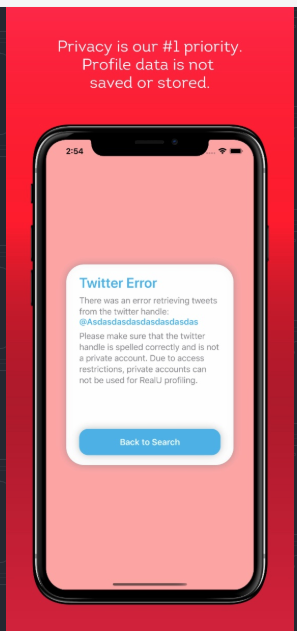 Privacy is our #1 priority.
Profile data is not
saved or stored.
2:54
Twitter Error
There was an error retrieving tweets
from the twitter handle:
@Asdasdasdasdasdasdasdas
Please make sure that the twitter
handle is spelled correctly and is not
a private account. Due to access
restrictions, private accounts can
not be used for RealU profiling.
Back to Search